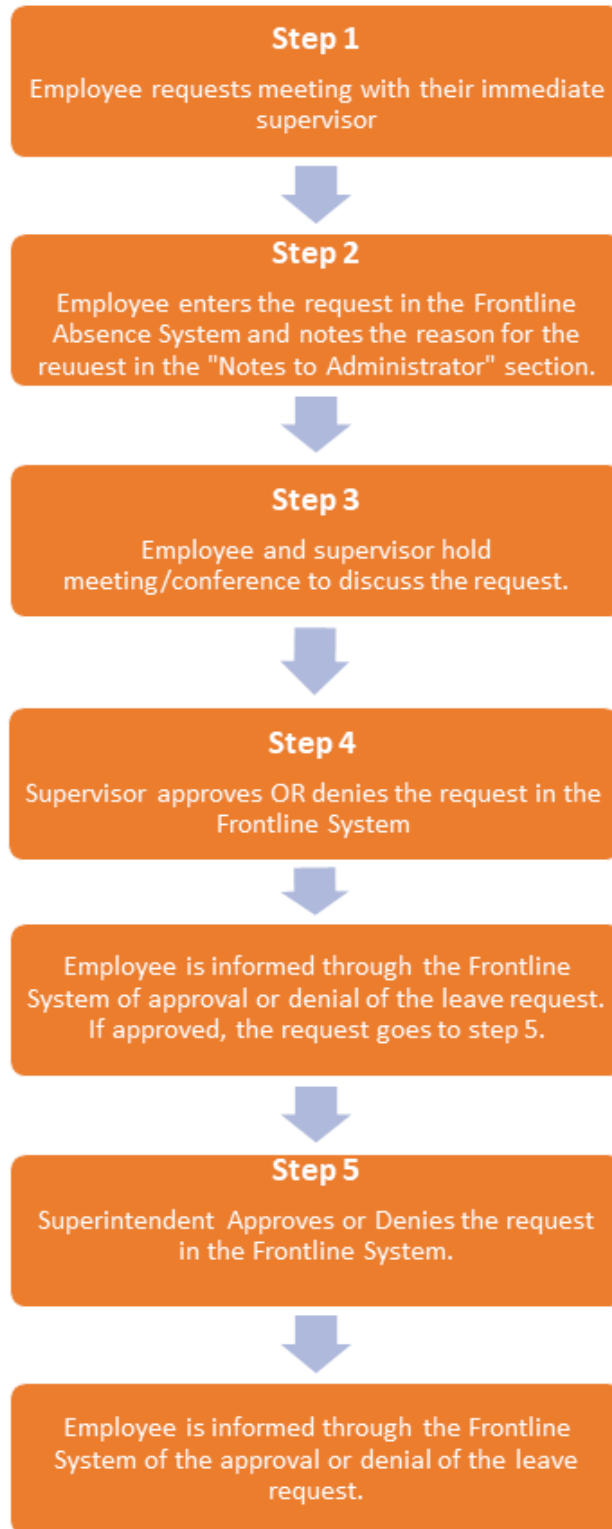 Step 1
Employee requests meeting with their immediate
supervisor
Step 2
Employee enters the request in the Frontline
Absence System and notes the reason for the
reuuest in the "Notes to Administrator" section.
Step 3
Employee and supervisor hold
meeting/conference to discuss the request.
Step 4
Supervisor approves OR denies the request in the
Frontline System
Employee is informed through the Frontline
System of approval or denial of the leave request.
If approved, the request goes to step 5.
Step 5
Superintendent Approves or Denies the request
in the Frontline System.
Employee is informed through the Frontline
System of the approval or denial of the leave
request.